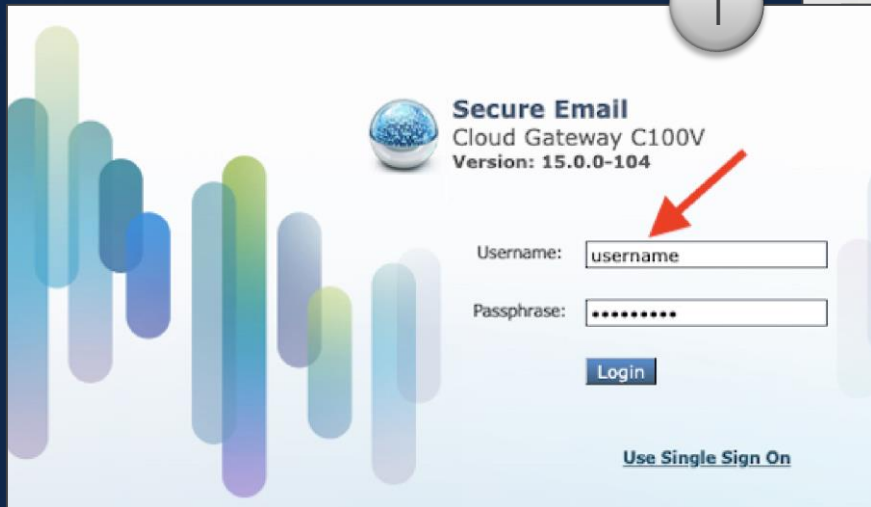 Secure Email
Cloud Gateway C100V
Version: 15.0.0-104
Username: username
Passphrase: •••••••••
Login
Use Single Sign On